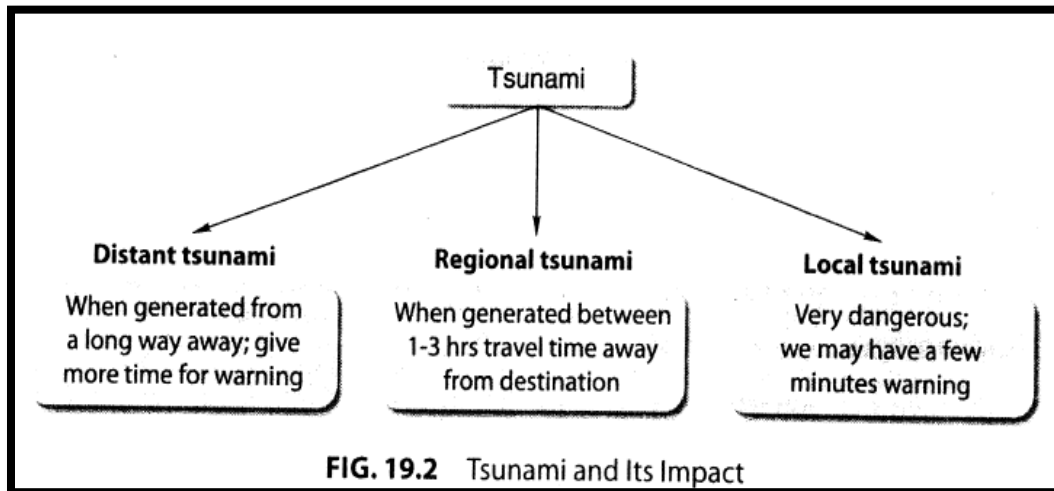 Tsunami
Distant tsunami
When generated from
a long way away; give
more time for warning
Regional tsunami
When generated between
1-3 hrs travel time away
from destination
Local tsunami
Very dangerous;
we may have a few
minutes warning
FIG. 19.2 Tsunami and Its Impact